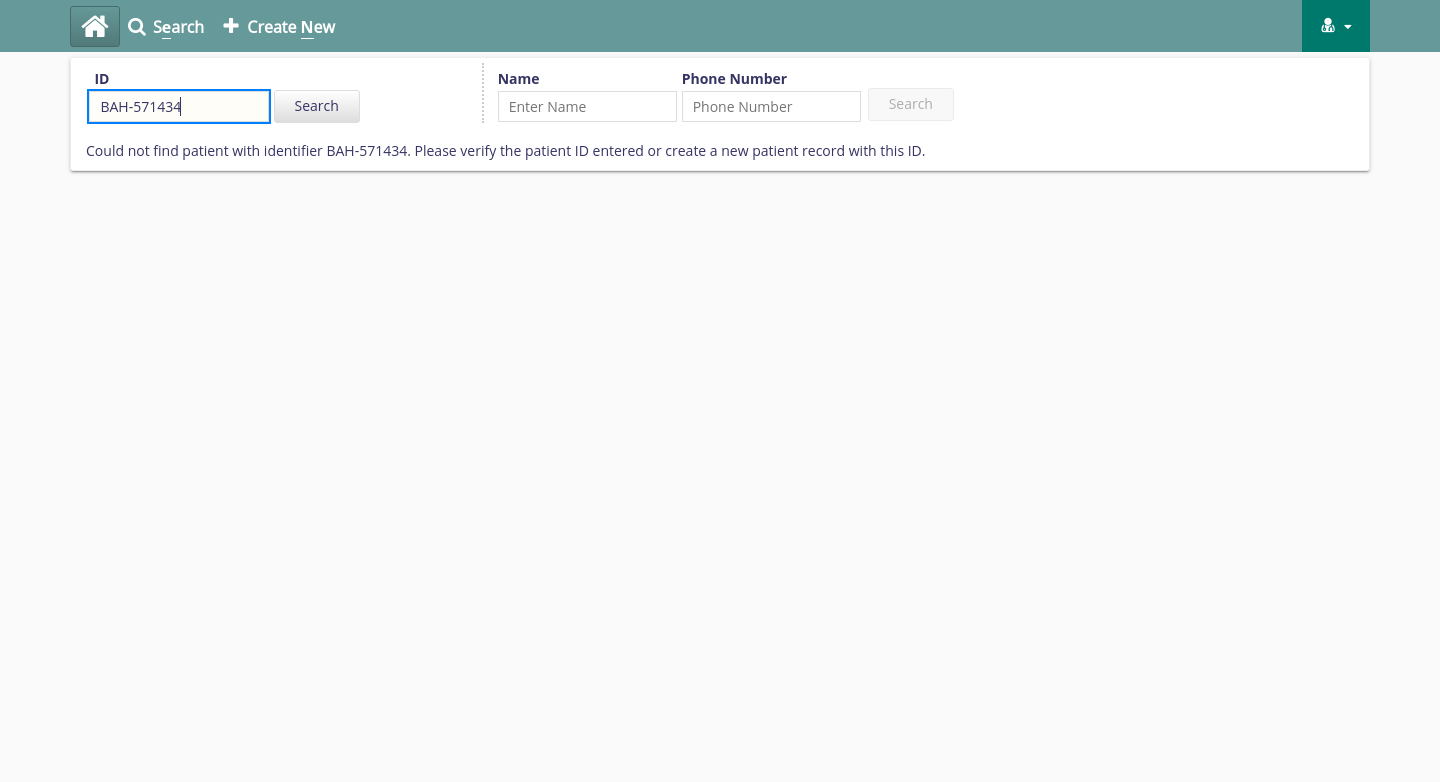 Search Create New
ID
BAH-571434
Search
Name
Phone Number
Enter Name
Phone Number
Search
Could not find patient with identifier BAH-571434. Please verify the patient ID entered or create a new patient record with this ID.